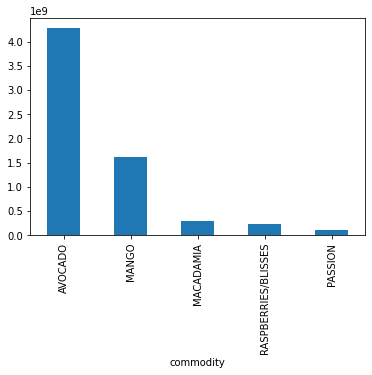 1e9
4.0
3.5
3.0
2.5
2.0
1.5
1.0
0.5
0.0
AVOCADO
MANGO
MACADAMIA
RASPBERRIES/BLISSES
PASSION
commodity